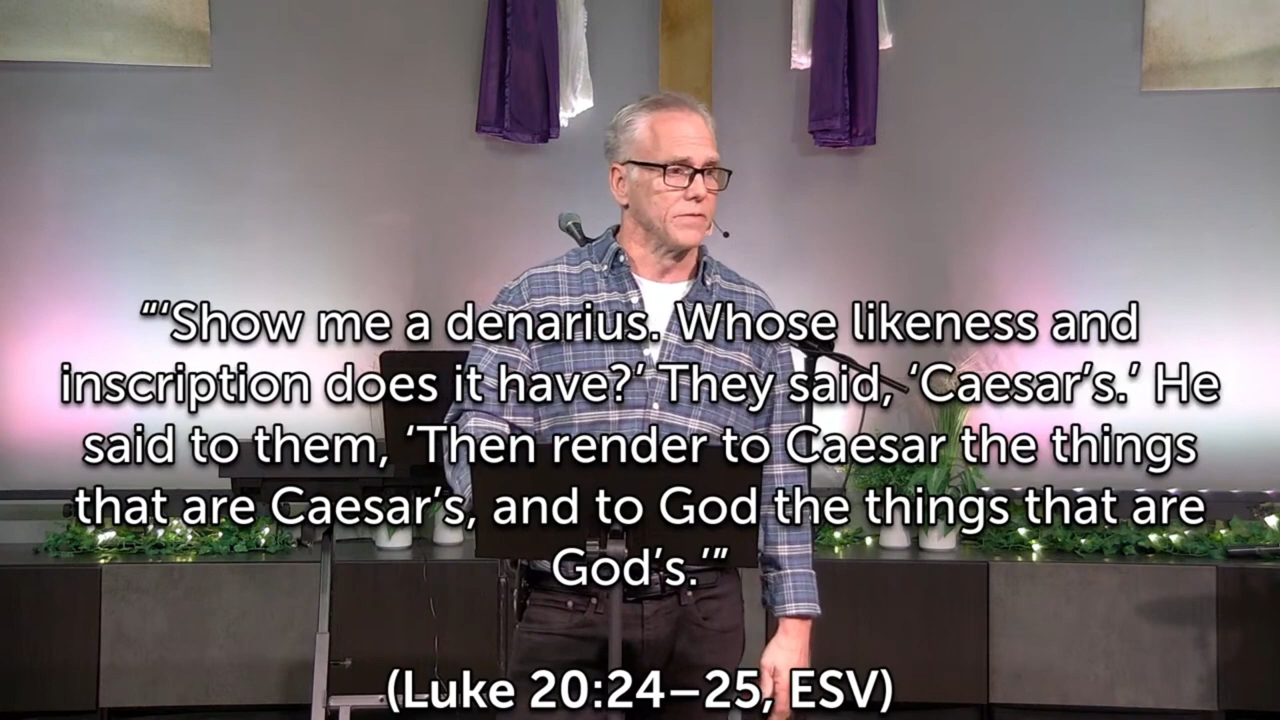 “‘Show me a denarius. Whose likeness and
inscription does it have?’ They said, ‘Caesar’s.’ He
said to them, ‘Then render to Caesar the things
that are Caesar’s, and to God the things that are
God’s.’”
(Luke 20:24–25, ESV)